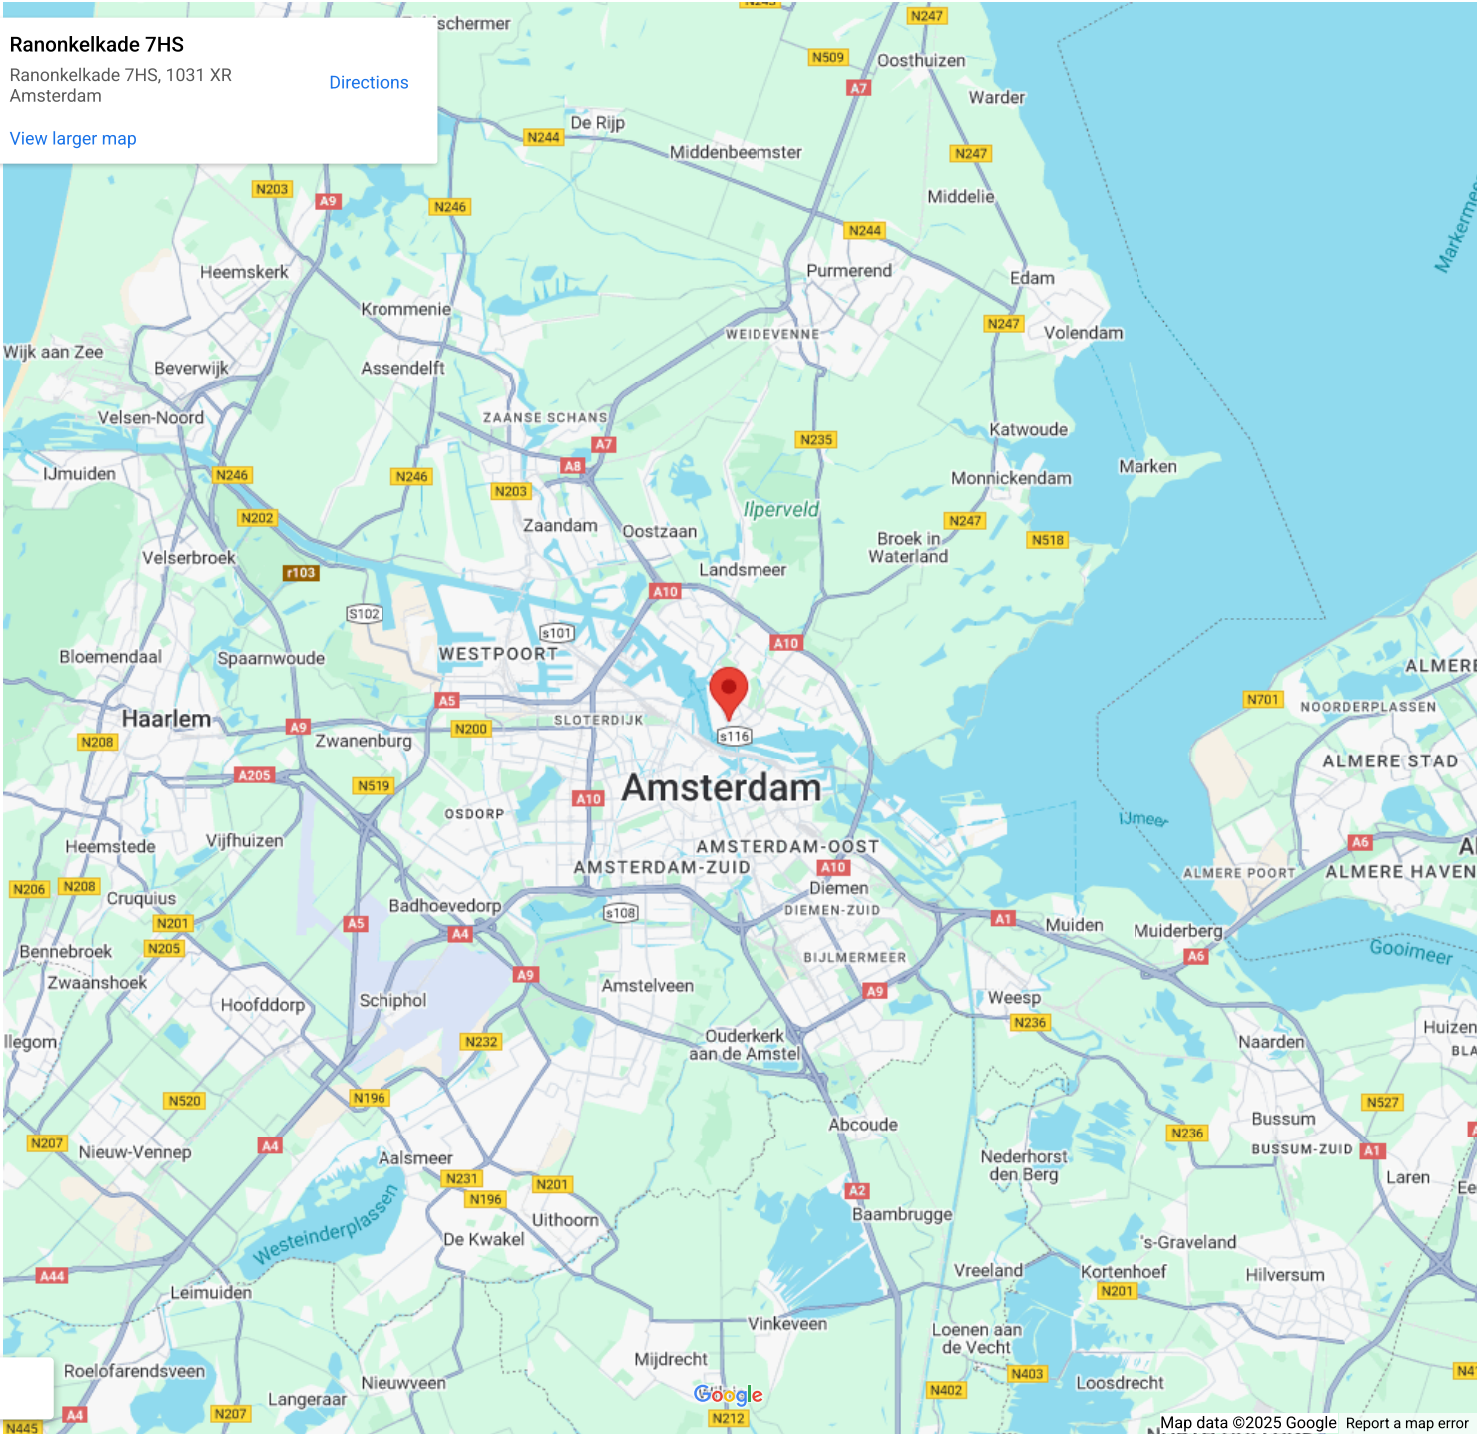 Ranonkelkade 7HS
Ranonkelkade 7HS, 1031 XR
Amsterdam
Directions
View larger map
N247
N509
Oosthuizen
A7
Warder
De Rijp
N244
Middenbeemster
N247
N203
A9
N246
Middelie
Markermee
N244
Heemskerk
Purmerend
Edam
Krommenie
N247
WEIDEVENNE
Volendam
Wijk aan Zee
Beverwijk
Assendelft
Velsen-Noord
ZAANSE SCHANS
Katwoude
A7
N235
A8
IJmuiden
N246
N246
Marken
Monnickendam
N203
Ilperveld
N202
Zaandam
Oostzaan
N247
Broek in
Waterland
N518
Velserbroek
Landsmeer
r103
A10
S102
s101
A10
WESTPOORT
Bloemendaal
Spaarnwoude
ALMERE
A5
N701
NOORDERPLASSEN
Haarlem
A9
N200
SLOTERDIJK
s116
N208
Zwanenburg
ALMERE STAD
A205
N519
Amsterdam
A10
OSDORP
IJmeer
Vijfhuizen
A6
Heemstede
AMSTERDAM-OOST
AMSTERDAM-ZUID
A10
ALMERE POORT
ALMERE HAVEN
N206
N208
Diemen
Cruquius
Badhoevedorp
s108
DIEMEN-ZUID
N201
A5
A4
A1
Muiden
Muiderberg
N205
Bennebroek
Gooimeer
BIJLMERMEER
A6
Zwaanshoek
A9
Amstelveen
A9
Hoofddorp
Schiphol
Weesp
N236
Huizen
llegom
N232
Ouderkerk
aan de Amstel
Naarden
BLA
N520
N196
N527
Abcoude
Bussum
N207
A4
N236
Nieuw-Vennep
BUSSUM-ZUID
A1
Aalsmeer
Nederhorst
den Berg
N231
N201
Laren
N196
A2
Ee
Uithoorn
Baambrugge
Westeinderplassen
De Kwakel
's-Graveland
A44
Vreeland
Kortenhoef
Hilversum
Leimuiden
N201
Vinkeveen
Loenen aan
de Vecht
Mijdrecht
Roelofarendsveen
N403
Nieuwveen
Loosdrecht
N402
Google
Langeraar
A4
N207
N212
N445
Map data ©2025 Google
Report a map error